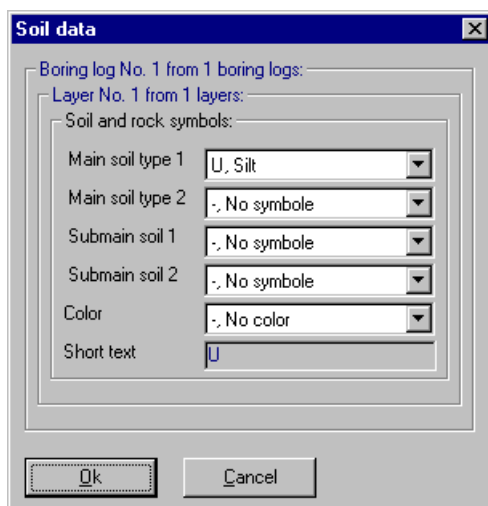 Soil data
Boring log No. 1 from 1 boring logs:
Layer No. 1 from 1 layers:
Soil and rock symbols:
Main soil type 1 U, Silt
Main soil type 2 -, No symbole
Submain soil 1 -, No symbole
Submain soil 2 -, No symbole
Color -, No color
Short text U
Ok Cancel